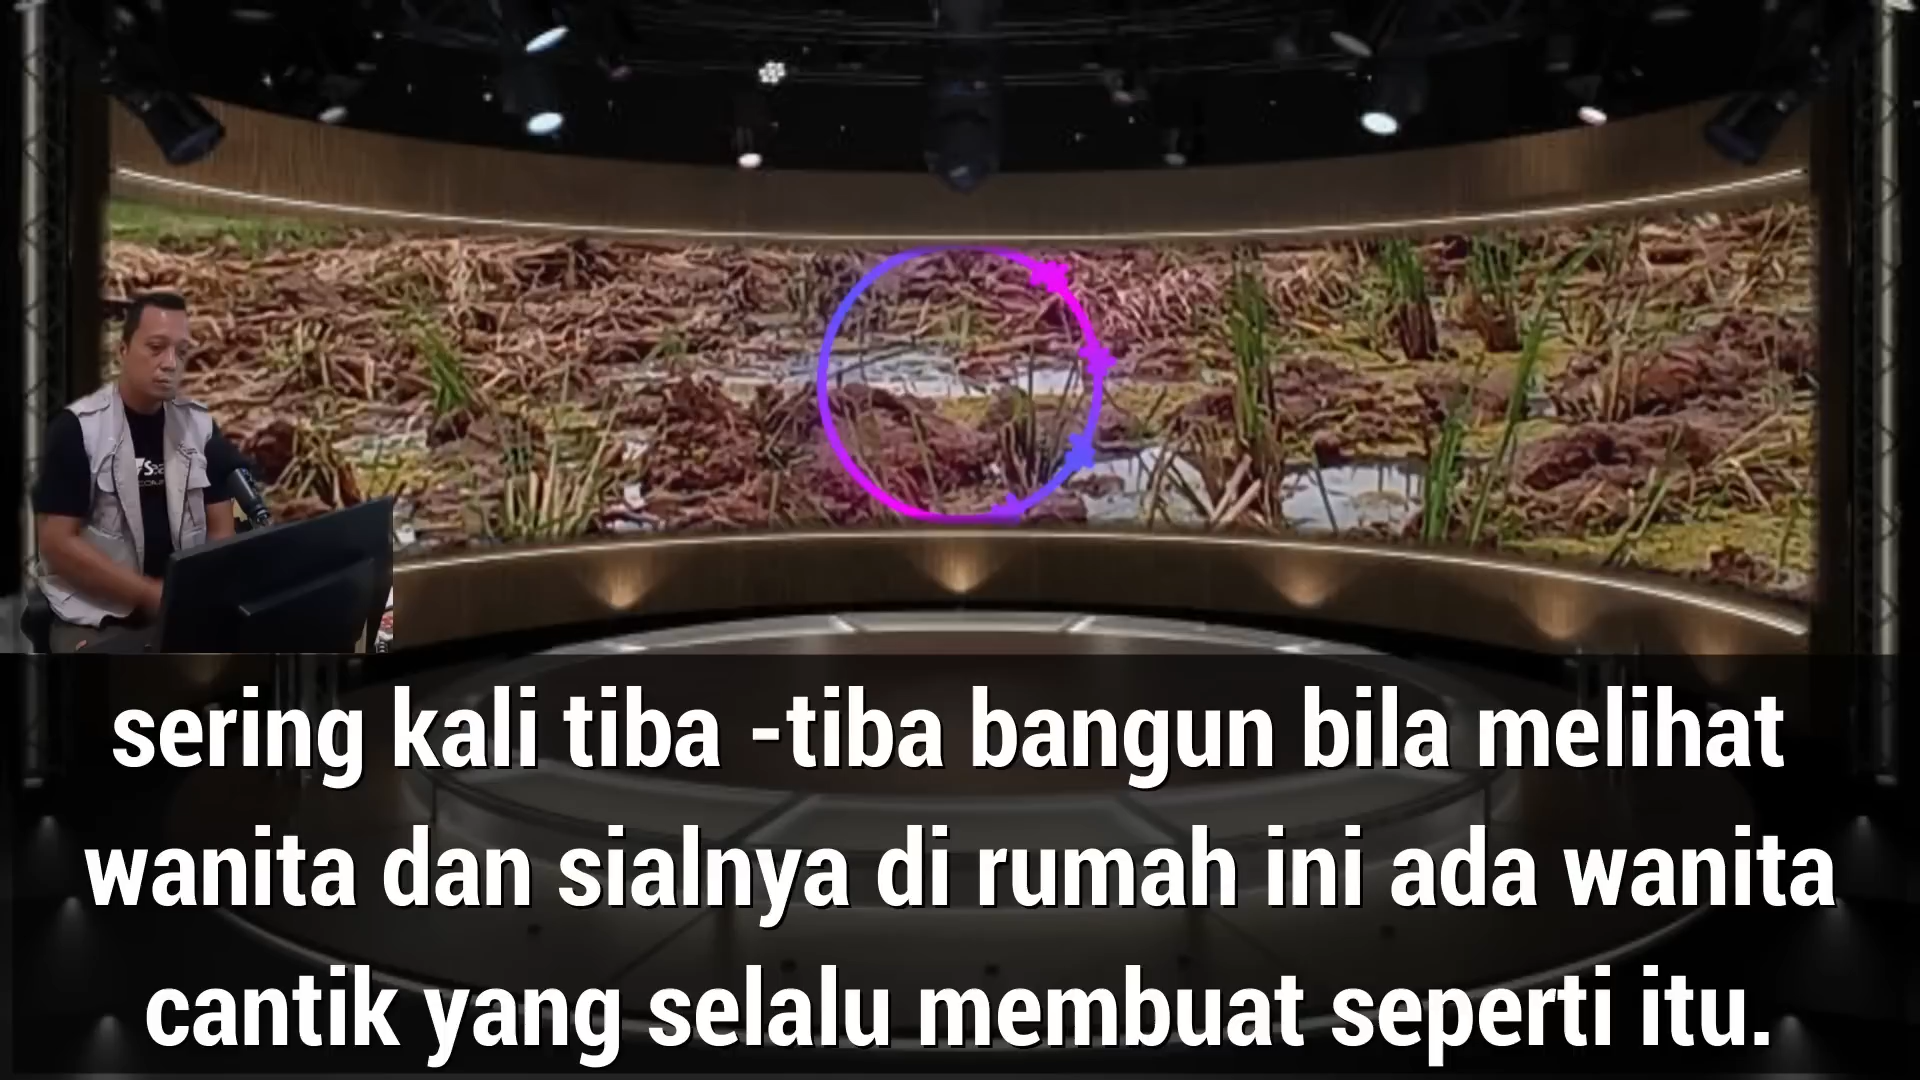 sering kali tiba -tiba bangun bila melihat
wanita dan sialnya di rumah ini ada wanita
cantik yang selalu membuat seperti itu.